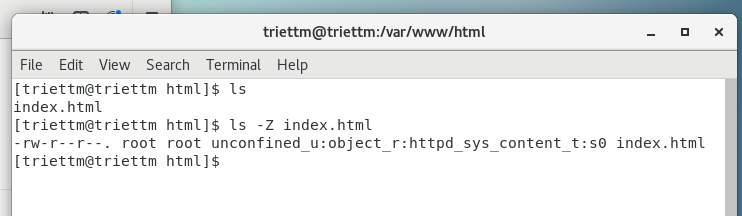 triettm@triettm:/var/www/html
File Edit View Search Terminal Help
[triettm@triettm html]$ ls
index.html
[triettm@triettm html]$ ls -Z index.html
-rw-r--r--. root root unconfined_u:object_r:httpd_sys_content_t:s0 index.html
[triettm@triettm html]$